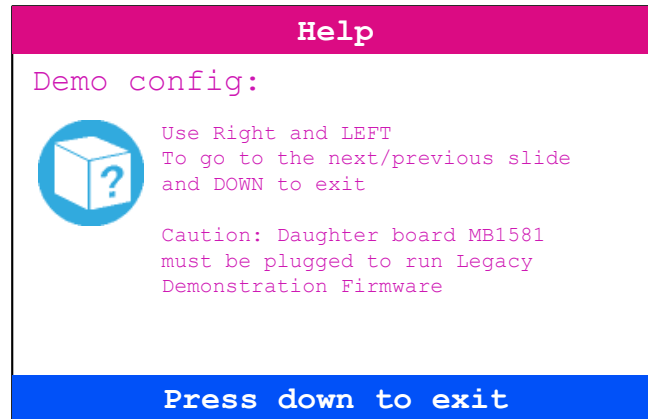 Help
Demo config:
?
Use Right and LEFT
To go to the next/previous slide
and DOWN to exit
Caution: Daughter board MB1581
must be plugged to run Legacy
Demonstration Firmware
Press down to exit